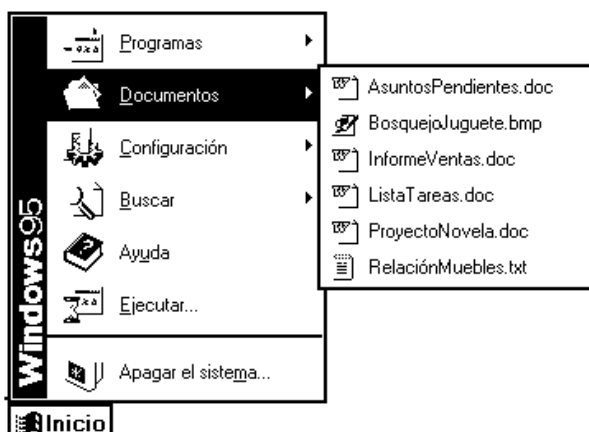 Programas
Documentos
Configuración
Buscar
Ayuda
Ejecutar...
Apagar el sistema...
AsuntosPendientes.doc
BosquejoJuguete.bmp
InformeVentas.doc
ListaTareas.doc
ProyectoNovela.doc
RelaciónMuebles.txt
Windows95
Inicio